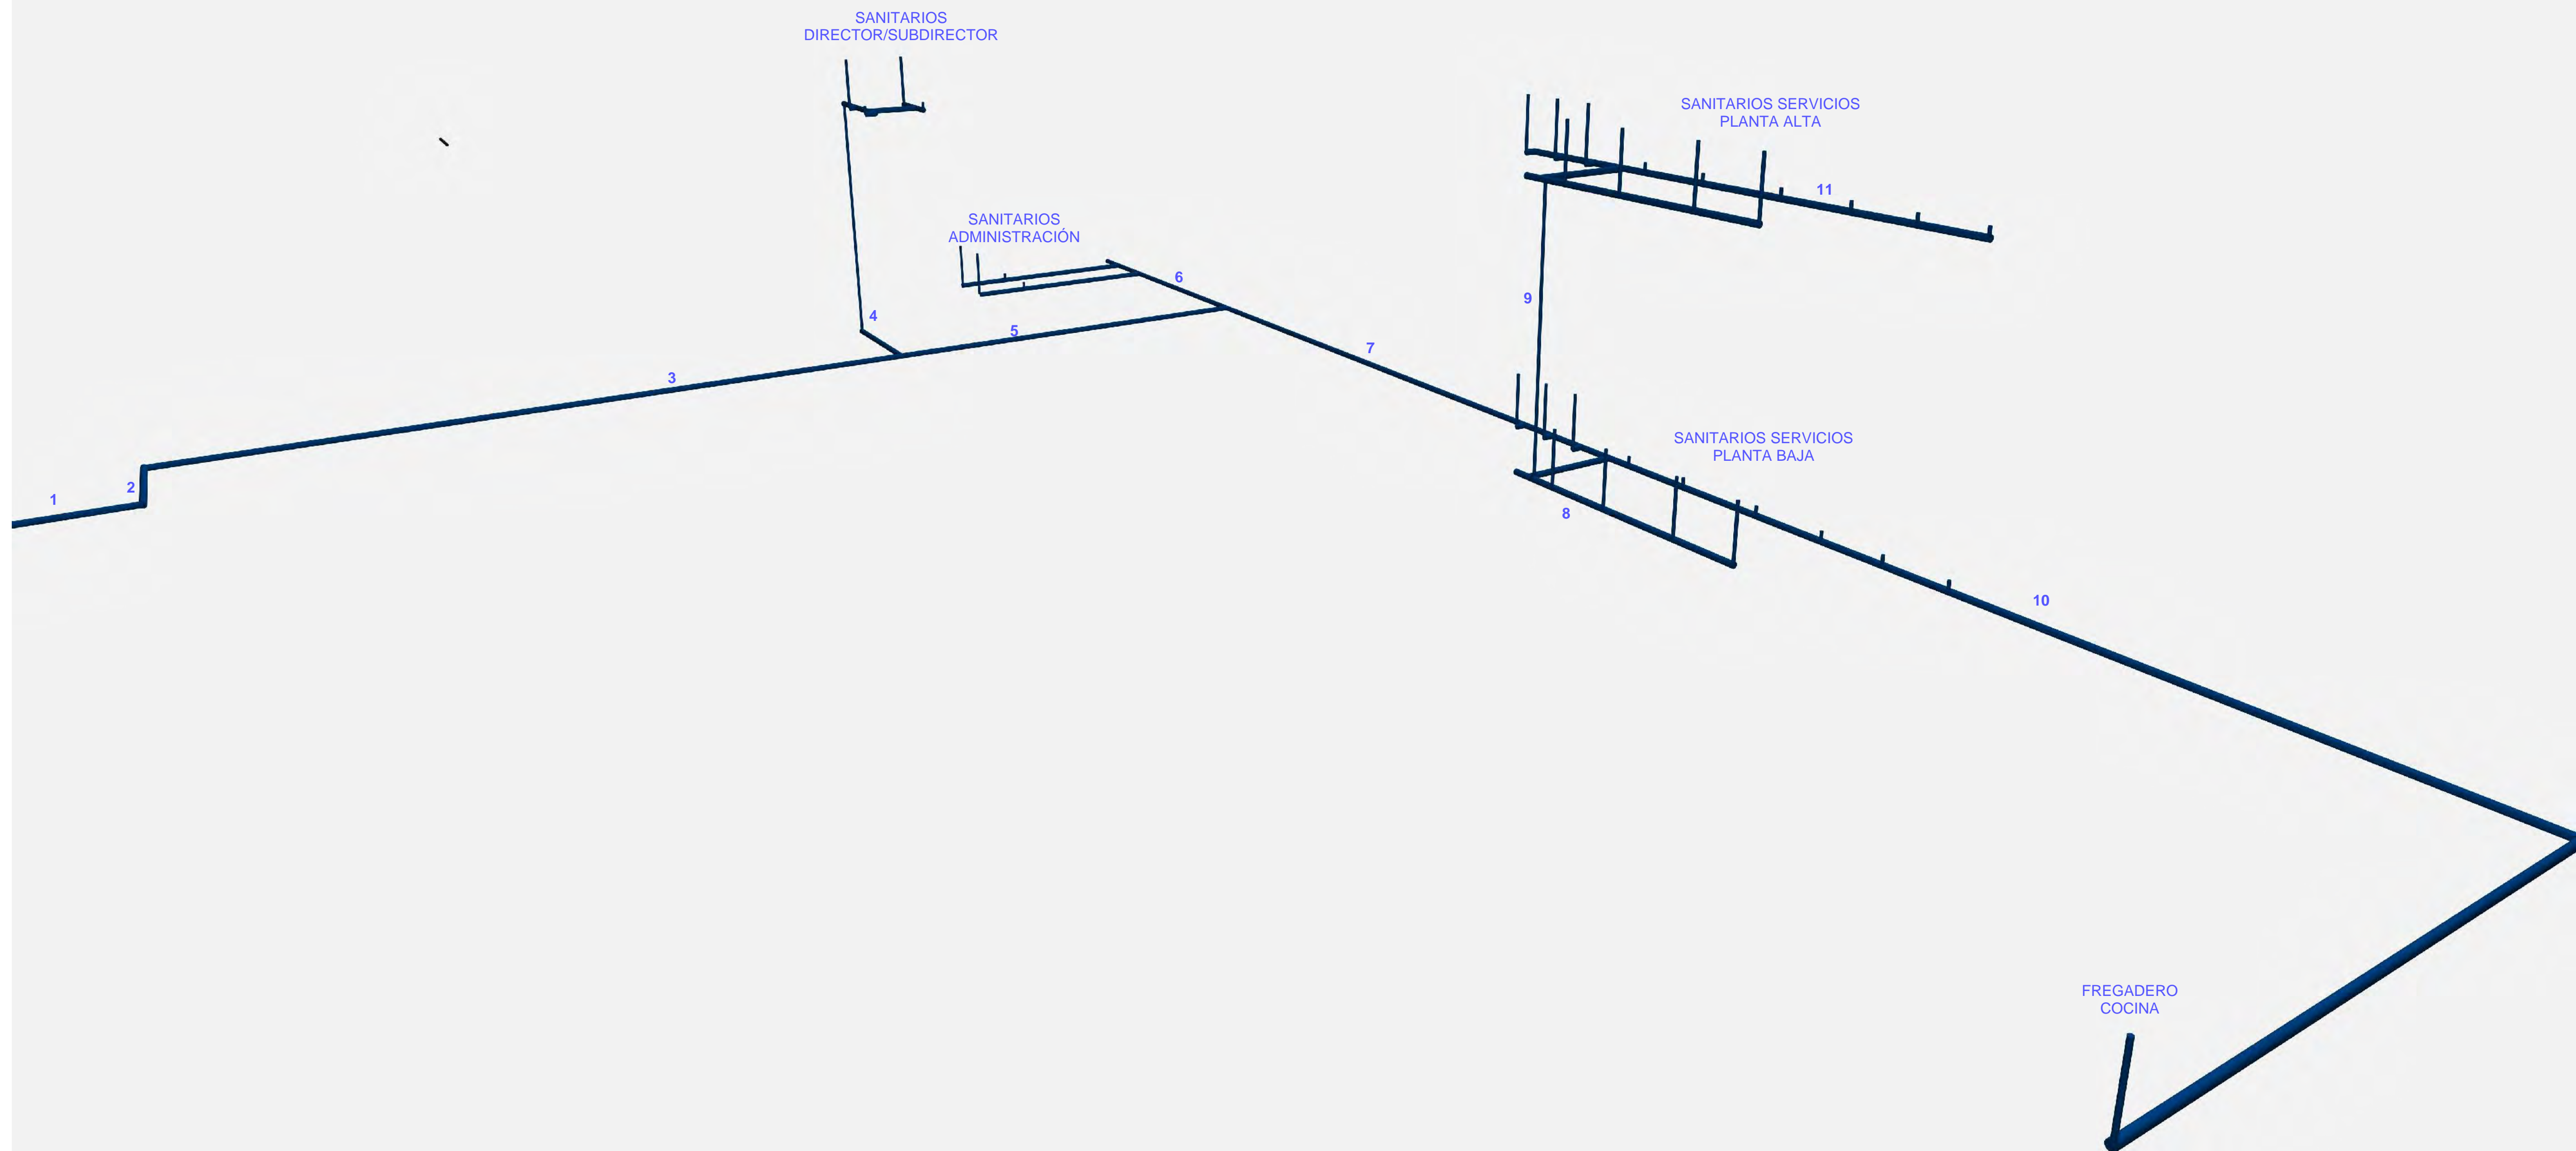 SANITARIOS
DIRECTOR/SUBDIRECTOR
SANITARIOS SERVICIOS
PLANTA ALTA
11
SANITARIOS
ADMINISTRACIÓN
6
9
4
5
7
3
SANITARIOS SERVICIOS
PLANTA BAJA
2
1
8
10
FREGADERO
COCINA